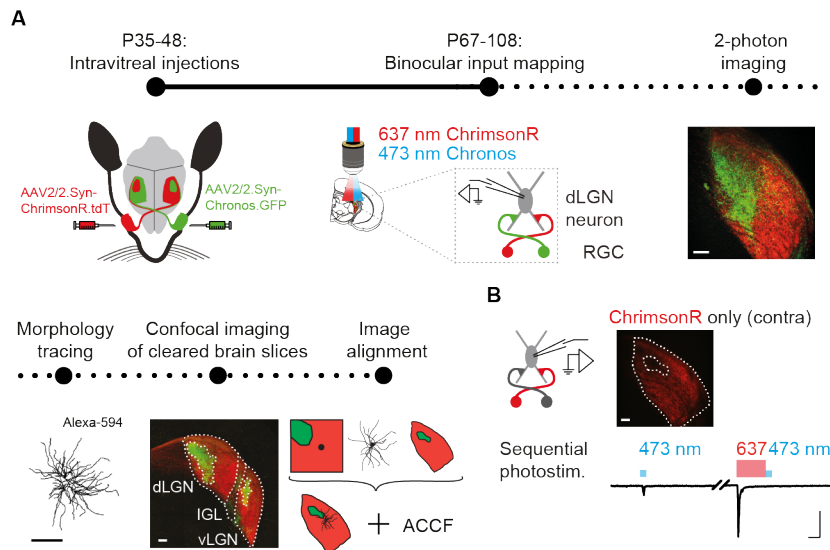 A
P35-48:
Intravitreal injections
P67-108:
Binocular input mapping
2-photon
imaging
AAV2/2.Syn-
ChrimsonR.tdT
AAV2/2.Syn-
Chronos.GFP
637 nm ChrimsonR
473 nm Chronos
dLGN
neuron
RGC
Morphology
tracing
Confocal imaging
of cleared brain slices
Image
alignment
Alexa-594
dLGN
IGL
vLGN
+ ACCF
B
ChrimsonR only (contra)
Sequential
photostim.
473 nm
637 473 nm